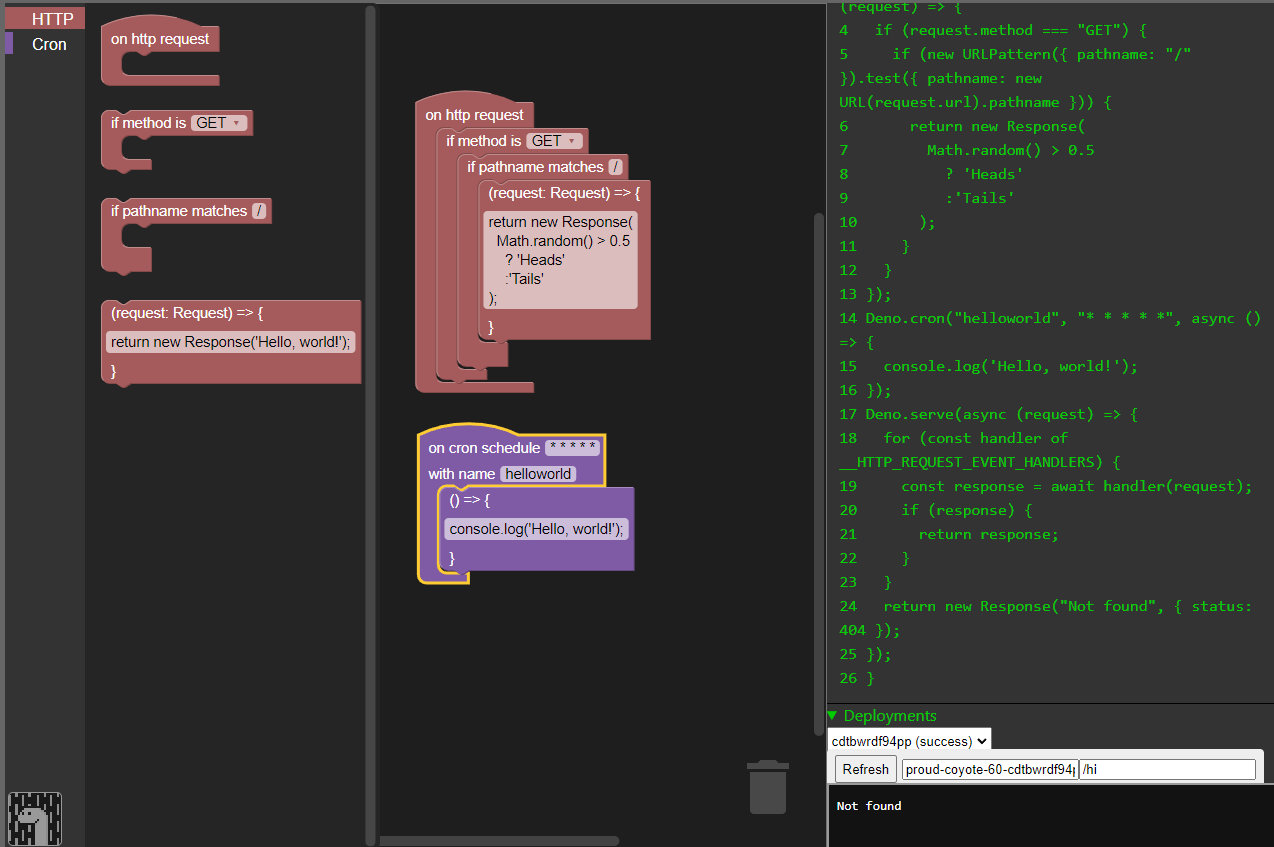 HTTP
Cron
on http request
if method is GET
if pathname matches /
(request: Request) => {
return new Response('Hello, world!');
}
on http request
if method is GET
if pathname matches /
(request: Request) => {
return new Response(
Math.random() > 0.5
? 'Heads'
:'Tails'
);
}
on cron schedule * * * * *
with name helloworld
() => {
console.log('Hello, world!');
}
(request) => {
4 if (request.method === "GET") {
5 if (new URLPattern({ pathname: "/"
}).test({ pathname: new
URL(request.url).pathname })) {
6 return new Response(
7 Math.random() > 0.5
8 ? 'Heads'
9 :'Tails'
10 );
11 }
12 }
13 });
14 Deno.cron("helloworld", "* * * * *", async ()
=> {
15 console.log('Hello, world!');
16 });
17 Deno.serve(async (request) => {
18 for (const handler of
__HTTP_REQUEST_EVENT_HANDLERS) {
19 const response = await handler(request);
20 if (response) {
21 return response;
22 }
23 }
24 return new Response("Not found", { status:
404 });
25 });
26 }
Deployments
cdtbwrdf94pp (success)
Refresh proud-coyote-60-cdtbwrdf94p /hi
Not found